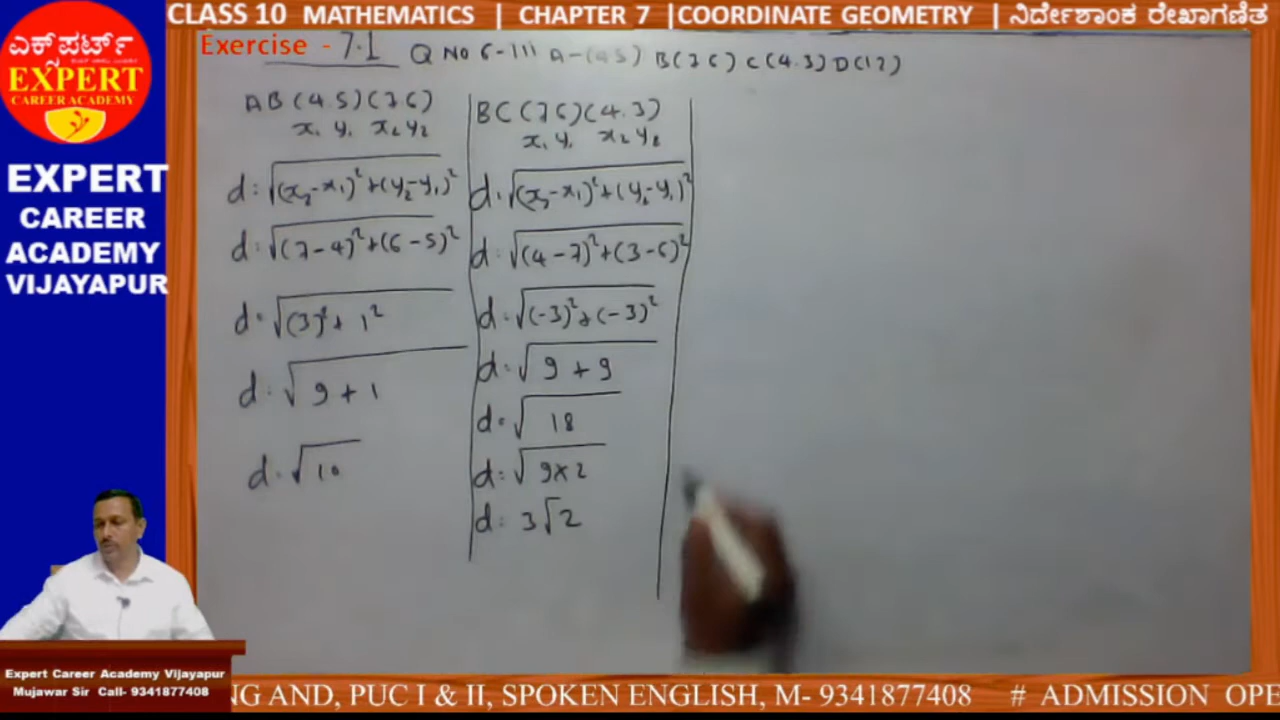 CLASS 10 MATHEMATICS | CHAPTER 7 | COORDINATE GEOMETRY | ನಿರ್ದೇಶಾಂಕ ರೇಖಾಗಣಿತ
ಎಕ್ಸ್‌ಪರ್ಟ್
EXPERT
CAREER ACADEMY
EXPERT
CAREER
ACADEMY
VIJAYAPUR
Exercise - 7.1 Q No 6-111 A-(4 5) B(7 6) C(4.3) D(1 2)
AB (4.5) (7 6)
x₁ y₁ x₂ y₂
d = √(x₂-x₁)² + (y₂-y₁)²
d = √(7-4)² + (6-5)²
d = √(3)² + 1²
d = √9 + 1
d = √10
BC (7 6) (4.3)
x₁ y₁ x₂ y₂
d = √(x₂-x₁)² + (y₂-y₁)²
d = √(4-7)² + (3-6)²
d = √(-3)² + (-3)²
d = √9 + 9
d = √18
d = √9×2
d = 3√2
Expert Career Academy Vijayapur
Mujawar Sir Call- 9341877408
NG AND, PUC I & II, SPOKEN ENGLISH, M- 9341877408 # ADMISSION OPE